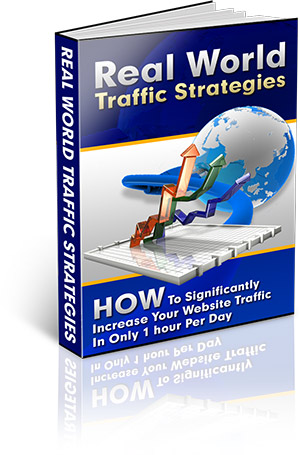 Real World
Traffic Strategies
HOW To Significantly
Increase Your Website Traffic
In Only 1 hour Per Day
REAL WORLD TRAFFIC STRATEGIES